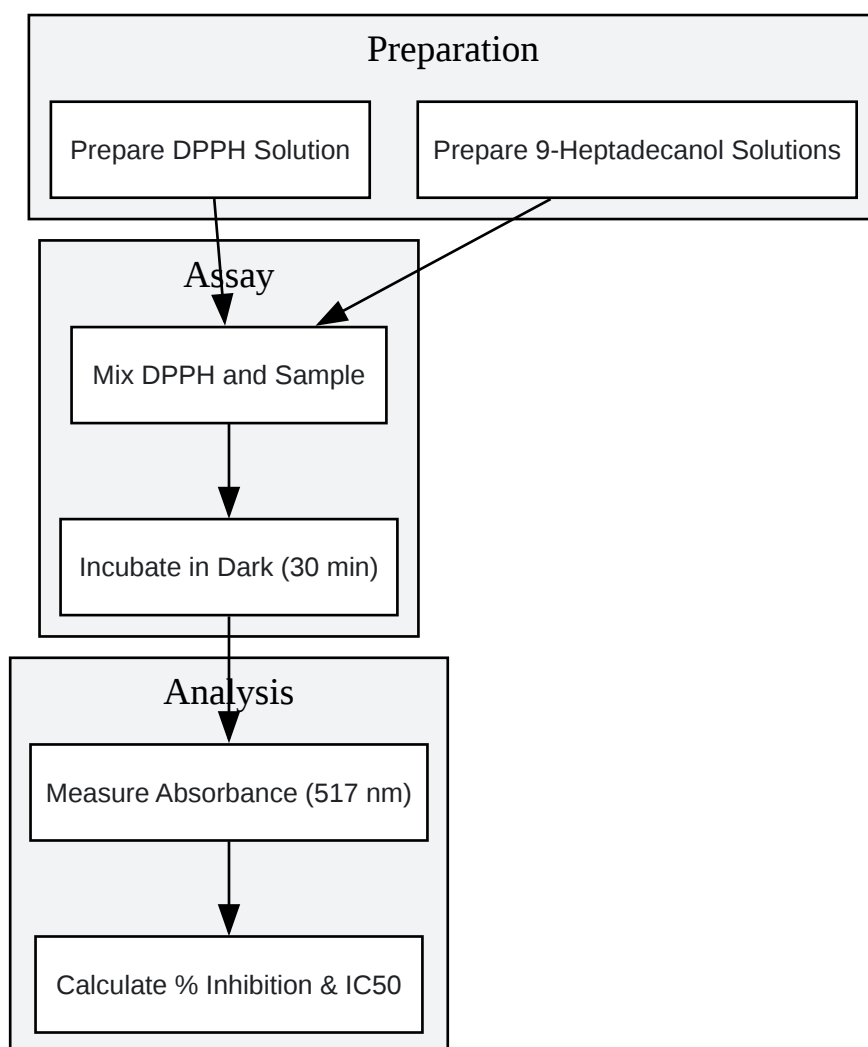 Preparation
Prepare DPPH Solution
Prepare 9-Heptadecanol Solutions
Assay
Mix DPPH and Sample
Incubate in Dark (30 min)
Analysis
Measure Absorbance (517 nm)
Calculate % Inhibition & IC50